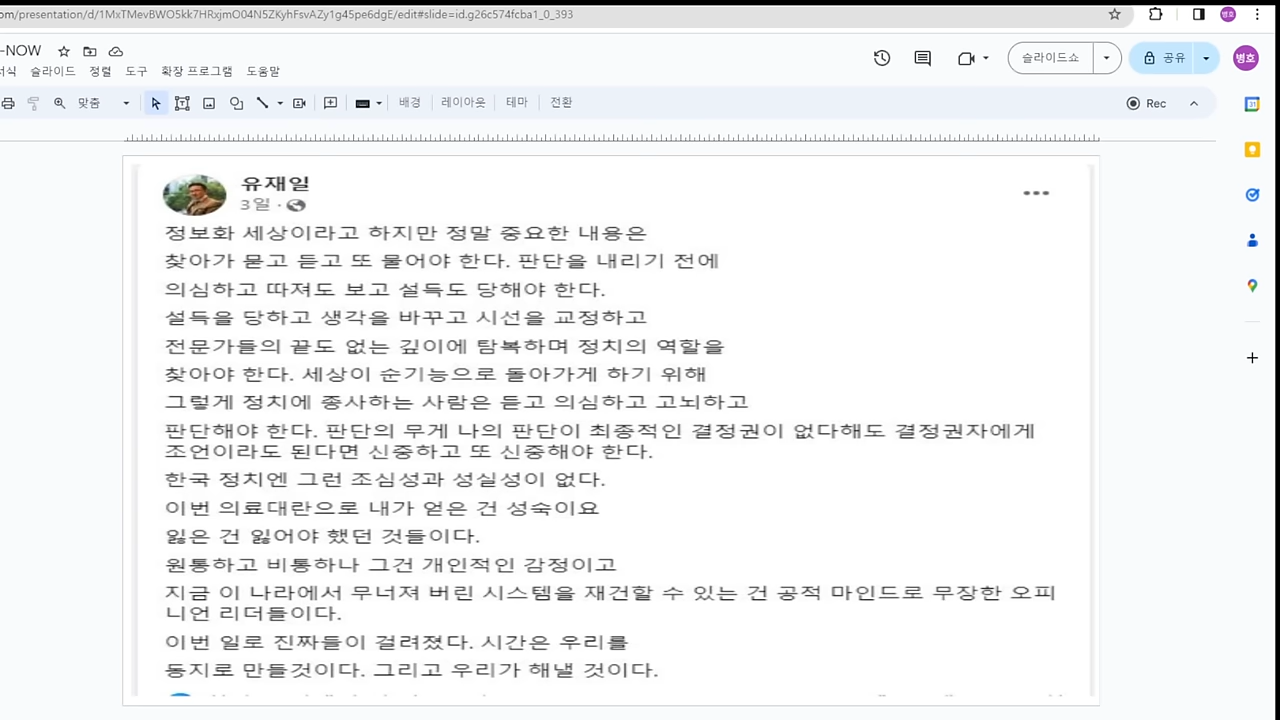 om/presentation/d/1MxTMevBWO5kk7HRxjmO04N5ZKyhFsvAZy1g45pe6dgE/edit#slide=id.g26c574fcba1_0_393
병호
-NOW
서식 슬라이드 정렬 도구 확장 프로그램 도움말
슬라이드쇼
공유
병호
맞춤
배경 레이아웃 테마 전환
Rec
31
유재일
3일 ·
정보화 세상이라고 하지만 정말 중요한 내용은
찾아가 묻고 듣고 또 물어야 한다. 판단을 내리기 전에
의심하고 따져도 보고 설득도 당해야 한다.
설득을 당하고 생각을 바꾸고 시선을 교정하고
전문가들의 끝도 없는 깊이에 탐복하며 정치의 역할을
찾아야 한다. 세상이 순기능으로 돌아가게 하기 위해
그렇게 정치에 종사하는 사람은 듣고 의심하고 고뇌하고
판단해야 한다. 판단의 무게 나의 판단이 최종적인 결정권이 없다해도 결정권자에게
조언이라도 된다면 신중하고 또 신중해야 한다.
한국 정치엔 그런 조심성과 성실성이 없다.
이번 의료대란으로 내가 얻은 건 성숙이요
잃은 건 잃어야 했던 것들이다.
원통하고 비통하나 그건 개인적인 감정이고
지금 이 나라에서 무너져 버린 시스템을 재건할 수 있는 건 공적 마인드로 무장한 오피
니언 리더들이다.
이번 일로 진짜들이 걸려졌다. 시간은 우리를
동지로 만들것이다. 그리고 우리가 해낼 것이다.